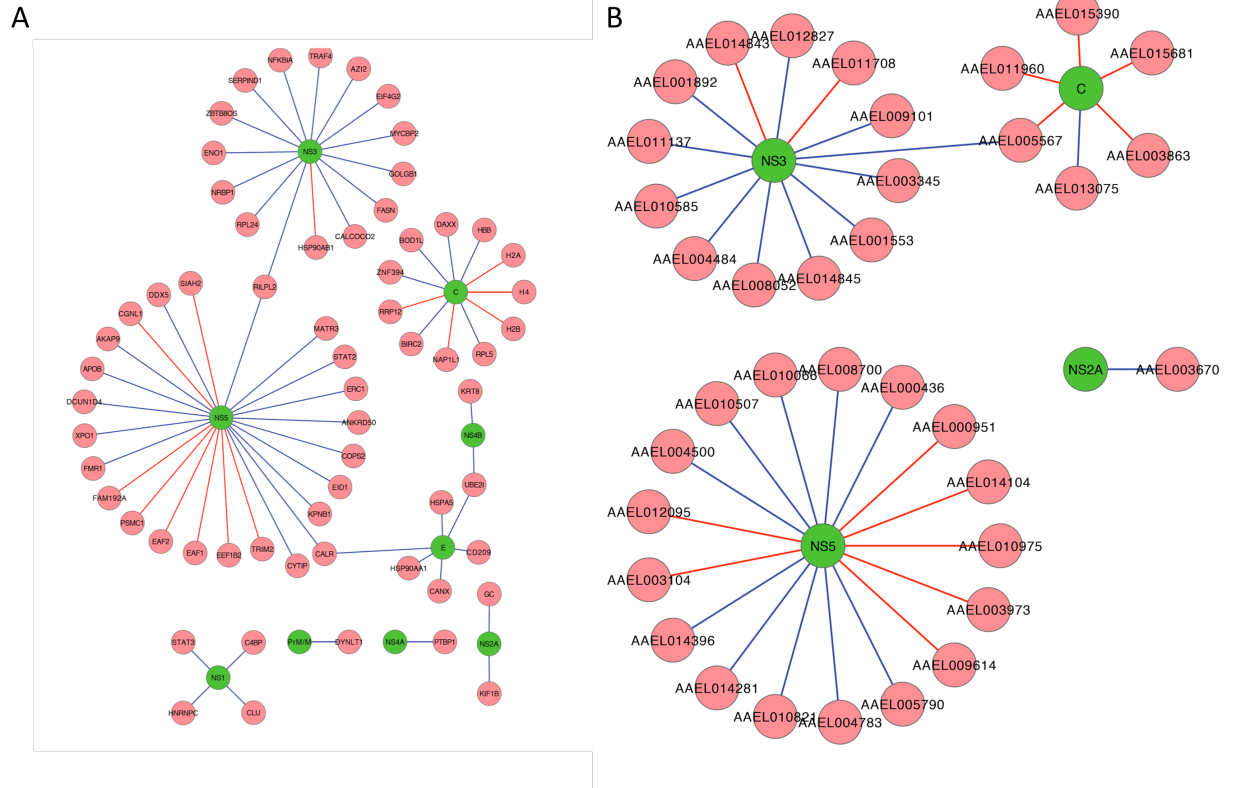 A
NFKBIA
TRAF4
AZI2
SERPIND1
EIF4G2
ZBTB8OS
MYCBP2
ENO1
NS3
GOLGB1
NRBP1
FASN
RPL24
CALCOCO2
HSP90AB1
DAXX
HBB
BOD1L
H2A
ZNF394
C
H4
RRP12
H2B
BIRC2
NAP1L1
RPL5
SIAH2
RILPL2
DDX5
CGNL1
MATR3
AKAP9
STAT2
APOB
ERC1
DCUN1D4
NS5
ANKRD50
XPO1
COPS2
FMR1
EID1
FAM192A
KPNB1
PSMC1
EAF2
EAF1
EEF1B2
TRIM2
CYTIP
CALR
KRT8
NS4B
UBE2I
HSPA5
E
CD209
HSP90AA1
CANX
GC
STAT3
C4BP
PrM/M
DYNLT1
NS4A
PTBP1
NS2A
NS1
KIF1B
HNRNPC
CLU
B
AAEL015390
AAEL014843
AAEL012827
AAEL015681
AAEL011708
AAEL011960
AAEL001892
C
AAEL009101
AAEL011137
AAEL005567
AAEL003863
NS3
AAEL003345
AAEL013075
AAEL010585
AAEL001553
AAEL004484
AAEL008052
AAEL014845
NS2A
AAEL003670
AAEL010066
AAEL008700
AAEL000436
AAEL010507
AAEL000951
AAEL004500
AAEL014104
AAEL012095
NS5
AAEL010975
AAEL003104
AAEL003973
AAEL014396
AAEL009614
AAEL014281
AAEL005790
AAEL010821
AAEL004783